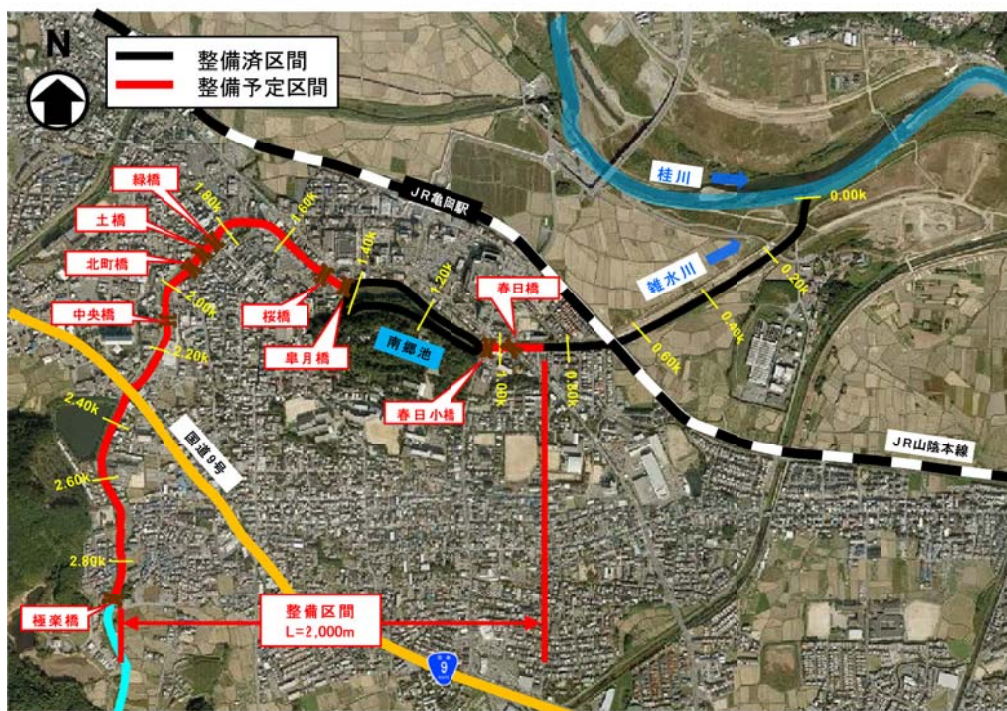 N
整備済区間
整備予定区間
桂川
0.00k
JR亀岡駅
緑橋
1.80k
土橋
1.60k
北町橋
1.40k
雑水川
0.20k
2.00k
1.20k
春日橋
0.40k
中央橋
桜橋
南郷池
皐月橋
2.20k
1.00k
0.80k
0.60k
春日小橋
2.40k
国道9号
JR山陰本線
2.60k
2.80k
極楽橋
整備区間
L=2,000m
9